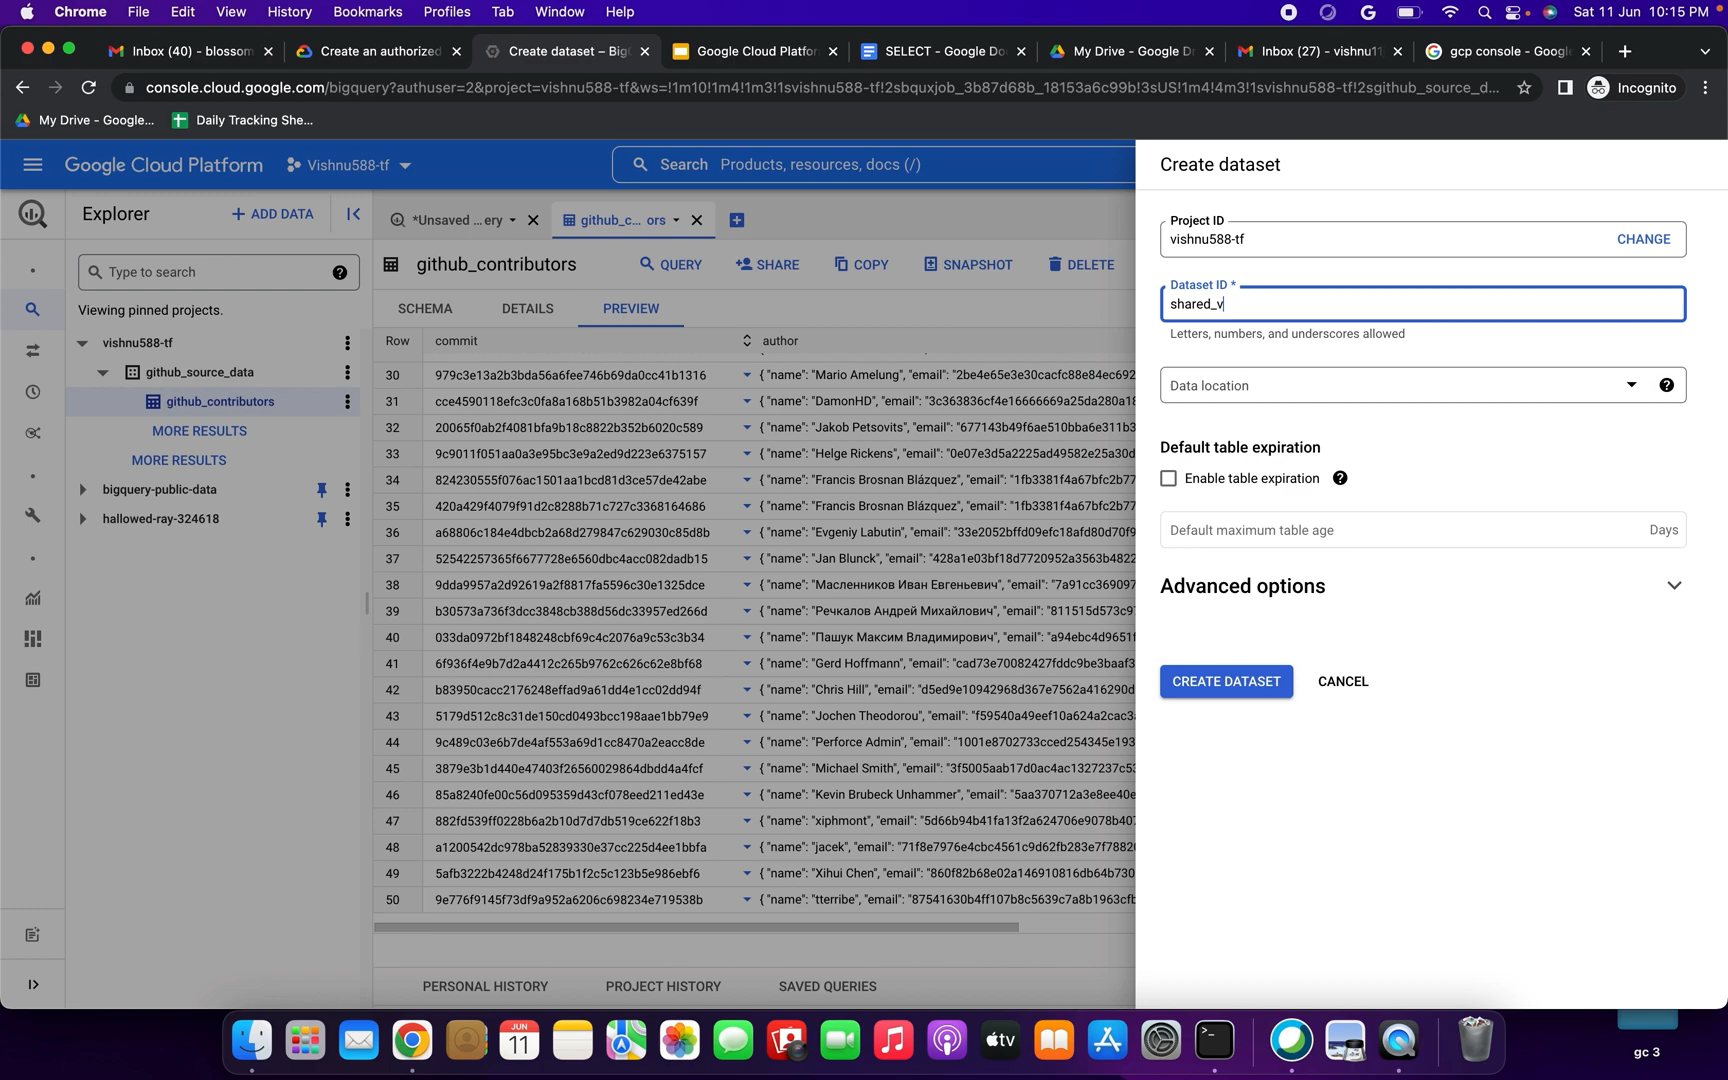 Chrome File Edit View History Bookmarks Profiles Tab Window Help Sat 11 Jun 10:15 PM
Inbox (40) - blossom Create an authorized Create dataset – Big Google Cloud Platfor SELECT - Google Do My Drive - Google Dr Inbox (27) - vishnu11 gcp console - Google
console.cloud.google.com/bigquery?authuser=2&project=vishnu588-tf&ws=!1m10!1m4!1m3!1svishnu588-tf!2sbquxjob_3b87d68b_18153a6c99b!3sUS!1m4!4m3!1svishnu588-tf!2sgithub_source_d... Incognito
My Drive - Google... Daily Tracking She...
Google Cloud Platform Vishnu588-tf Search Products, resources, docs (/)
Explorer + ADD DATA
*Unsaved ...ery github_c... ors
Type to search
Viewing pinned projects.
vishnu588-tf
github_source_data
github_contributors
MORE RESULTS
MORE RESULTS
bigquery-public-data
hallowed-ray-324618
github_contributors QUERY SHARE COPY SNAPSHOT DELETE
SCHEMA DETAILS PREVIEW
Row commit author
30 979c3e13a2b3bda56a6fee746b69da0cc41b1316 { "name": "Mario Amelung", "email": "2be4e65e3e30cacfc88e84ec692
31 cce4590118efc3c0fa8a168b51b3982a04cf639f { "name": "DamonHD", "email": "3c363836cf4e16666669a25da280a18
32 20065f0ab2f4081bfa9b18c8822b352b6020c589 { "name": "Jakob Petsovits", "email": "677143b49f6ae510bba6e311b3
33 9c9011f051aa0a3e95bc3e9a2ed9d223e6375157 { "name": "Helge Rickens", "email": "0e07e3d5a2225ad49582e25a30d
34 824230555f076ac1501aa1bcd81d3ce57de42abe { "name": "Francis Brosnan Blázquez", "email": "1fb3381f4a67bfc2b77
35 420a429f4079f91d2c8288b71c727c3368164686 { "name": "Francis Brosnan Blázquez", "email": "1fb3381f4a67bfc2b77
36 a68806c184e4dbcb2a68d279847c629030c85d8b { "name": "Evgeniy Labutin", "email": "33e2052bffd09efc18afd80d70f9
37 52542257365f6677728e6560dbc4acc082dadb15 { "name": "Jan Blunck", "email": "428a1e03bf18d7720952a3563b4822
38 9dda9957a2d92619a2f8817fa5596c30e1325dce { "name": "Масленников Иван Евгеньевич", "email": "7a91cc369097
39 b30573a736f3dcc3848cb388d56dc33957ed266d { "name": "Речкалов Андрей Михайлович", "email": "811515d573c97
40 033da0972bf1848248cbf69c4c2076a9c53c3b34 { "name": "Пашук Максим Владимирович", "email": "a94ebc4d9651f
41 6f936f4e9b7d2a4412c265b9762c626c62e8bf68 { "name": "Gerd Hoffmann", "email": "cad73e70082427fddc9be3baaf3
42 b83950cacc2176248effad9a61dd4e1cc02dd94f { "name": "Chris Hill", "email": "d5ed9e10942968d367e7562a416290d
43 5179d512c8c31de150cd0493bcc198aae1bb79e9 { "name": "Jochen Theodorou", "email": "f59540a49eef10a624a2cac3
44 9c489c03e6b7de4af553a69d1cc8470a2eacc8de { "name": "Perforce Admin", "email": "1001e8702733cced254345e193
45 3879e3b1d440e47403f26560029864dbdd4a4fcf { "name": "Michael Smith", "email": "3f5005aab17d0ac4ac1327237c53
46 85a8240fe00c56d095359d43cf078eed211ed43e { "name": "Kevin Brubeck Unhammer", "email": "5aa370712a3e8ee40e
47 882fd539ff0228b6a2b10d7d7db519ce622f18b3 { "name": "xiphmont", "email": "5d66b94b41fa13f2a624706e9078b407
48 a1200542dc978ba52839330e37cc225d4ee1bbfa { "name": "jacek", "email": "71f8e7976e4cbc4561c9d62fb283e7f7882
49 5afb3222b4248d24f175b1f2c5c123b5e986ebf6 { "name": "Xihui Chen", "email": "860f82b68e02a146910816db64b730
50 9e776f9145f73df9a952a6206c698234e719538b { "name": "tterribe", "email": "87541630b4ff107b8c5639c7a8b1963cfb
PERSONAL HISTORY PROJECT HISTORY SAVED QUERIES
Create dataset
Project ID
vishnu588-tf CHANGE
Dataset ID *
shared_v
Letters, numbers, and underscores allowed
Data location
Default table expiration
Enable table expiration
Default maximum table age Days
Advanced options
CREATE DATASET CANCEL
JUN
11
tv
gc 3